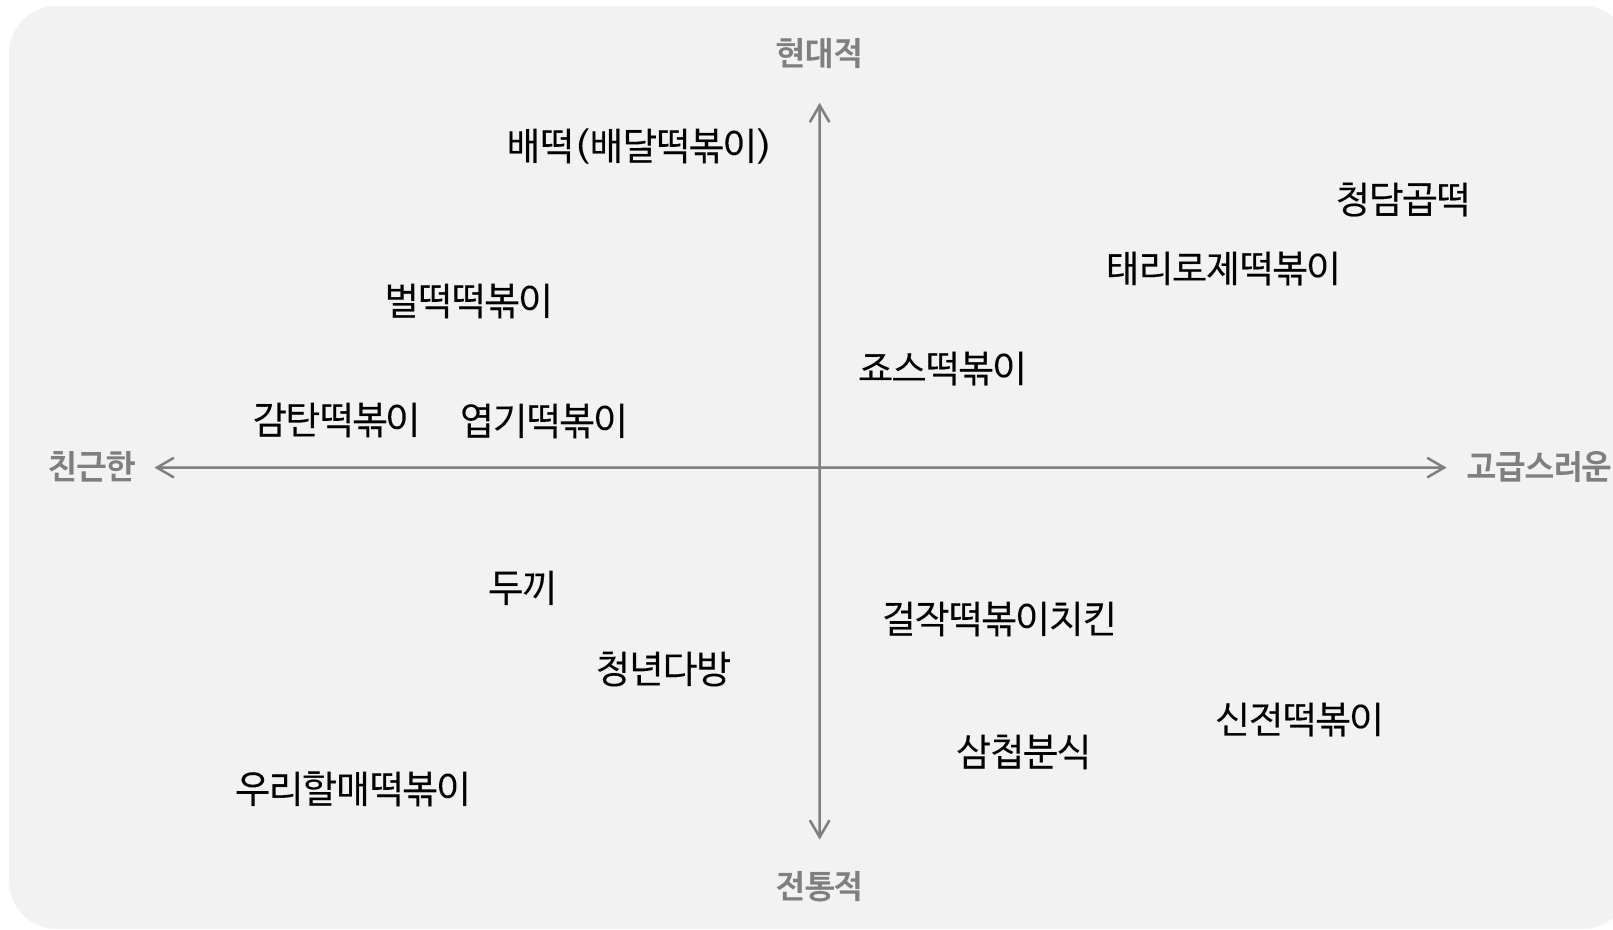 현대적
배떡(배달떡볶이)
청담곱떡
태리로제떡볶이
벌떡떡볶이
죠스떡볶이
감탄떡볶이 엽기떡볶이
친근한 고급스러운
두끼
걸작떡볶이치킨
청년다방
신전떡볶이
삼첩분식
우리할매떡볶이
전통적